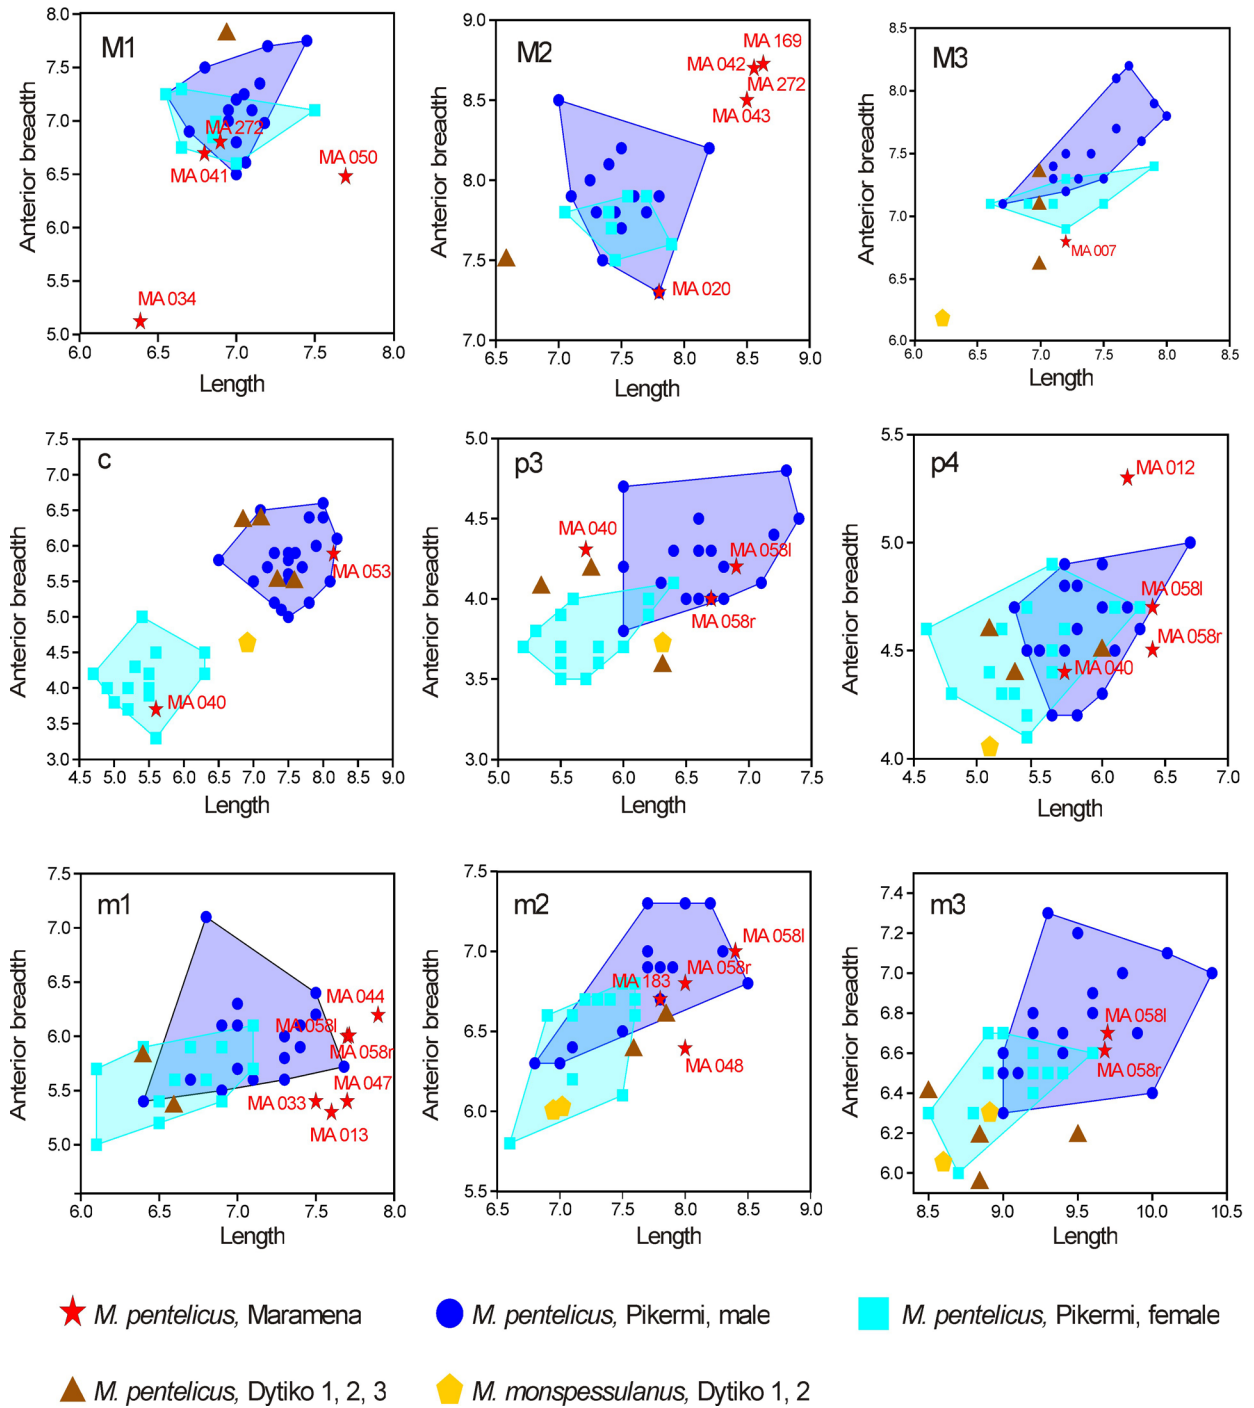 M1
8.0
7.5
7.0
6.5
6.0
5.5
5.0
6.0 6.5 7.0 7.5 8.0
Length
Anterior breadth
MA 272
MA 041
MA 050
MA 034
M2
9.0
8.5
8.0
7.5
7.0
6.5 7.0 7.5 8.0 8.5 9.0
Length
Anterior breadth
MA 169
MA 042
MA 272
MA 043
MA 020
M3
8.5
8.0
7.5
7.0
6.5
6.0
6.0 6.5 7.0 7.5 8.0 8.5
Length
Anterior breadth
MA 007
c
7.5
7.0
6.5
6.0
5.5
5.0
4.5
4.0
3.5
3.0
4.5 5.0 5.5 6.0 6.5 7.0 7.5 8.0 8.5 9.0
Length
Anterior breadth
MA 053
MA 040
p3
5.0
4.5
4.0
3.5
3.0
5.0 5.5 6.0 6.5 7.0 7.5
Length
Anterior breadth
MA 040
MA 058l
MA 058r
p4
5.5
5.0
4.5
4.0
4.5 5.0 5.5 6.0 6.5 7.0
Length
Anterior breadth
MA 012
MA 058l
MA 058r
MA 040
m1
7.5
7.0
6.5
6.0
5.5
5.0
6.0 6.5 7.0 7.5 8.0
Length
Anterior breadth
MA 044
MA 058l
MA 058r
MA 047
MA 033
MA 013
m2
7.5
7.0
6.5
6.0
5.5
6.5 7.0 7.5 8.0 8.5 9.0
Length
Anterior breadth
MA 058l
MA 058r
MA 183
MA 048
m3
7.4
7.2
7.0
6.8
6.6
6.4
6.2
6.0
8.5 9.0 9.5 10.0 10.5
Length
Anterior breadth
MA 058l
MA 058r
M. pentelicus, Maramena
M. pentelicus, Pikermi, male
M. pentelicus, Pikermi, female
M. pentelicus, Dytiko 1, 2, 3
M. monspessulanus, Dytiko 1, 2